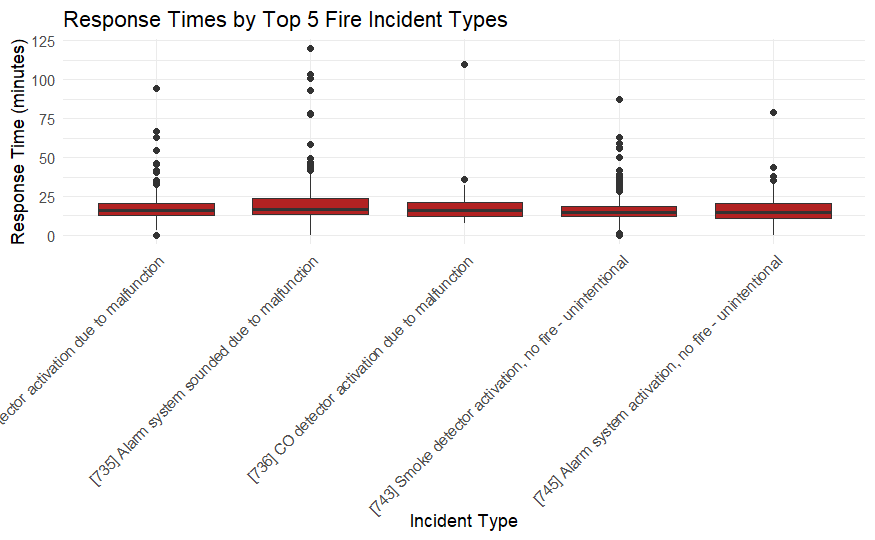 Response Times by Top 5 Fire Incident Types
Response Time (minutes)
125
100
75
50
25
0
activation due to malfunction
[735] Alarm system sounded due to malfunction
[736] CO detector activation due to malfunction
[743] Smoke detector activation, no fire - unintentional
[745] Alarm system activation, no fire - unintentional
Incident Type